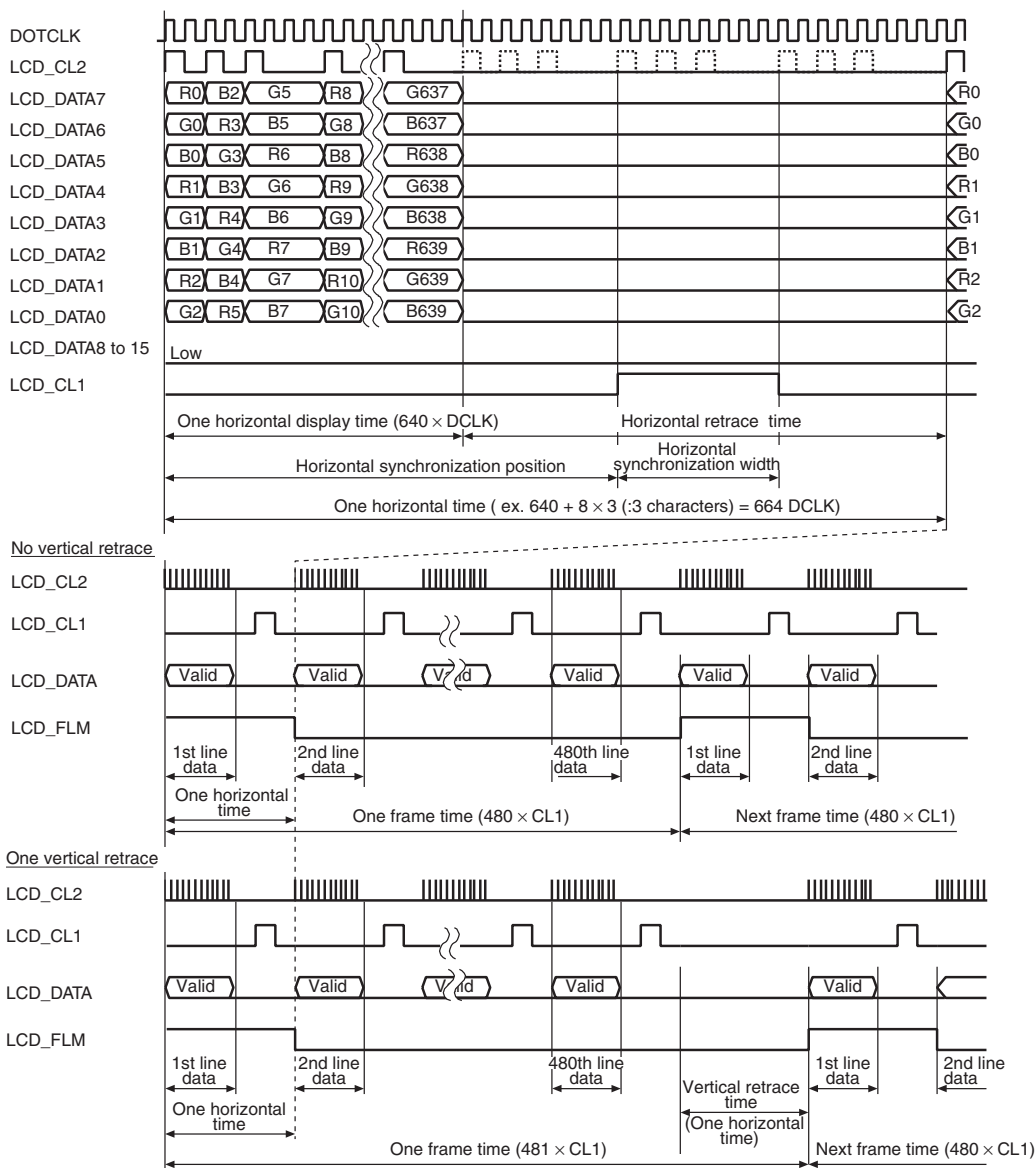 DOTCLK
LCD_CL2
LCD_DATA7 R0 B2 G5 R8 G637 R0
LCD_DATA6 G0 R3 B5 G8 B637 G0
LCD_DATA5 B0 G3 R6 B8 R638 B0
LCD_DATA4 R1 B3 G6 R9 G638 R1
LCD_DATA3 G1 R4 B6 G9 B638 G1
LCD_DATA2 B1 G4 R7 B9 R639 B1
LCD_DATA1 R2 B4 G7 R10 G639 R2
LCD_DATA0 G2 R5 B7 G10 B639 G2
LCD_DATA8 to 15 Low
LCD_CL1
One horizontal display time (640 × DCLK) Horizontal retrace time
Horizontal synchronization position Horizontal
synchronization width
One horizontal time ( ex. 640 + 8 × 3 (:3 characters) = 664 DCLK)
No vertical retrace
LCD_CL2
LCD_CL1
LCD_DATA Valid Valid Valid Valid Valid Valid
LCD_FLM
1st line 2nd line 480th line 1st line 2nd line
data data data data data
One horizontal
time
One frame time (480 × CL1) Next frame time (480 × CL1)
One vertical retrace
LCD_CL2
LCD_CL1
LCD_DATA Valid Valid Valid Valid Valid
LCD_FLM
1st line 2nd line 480th line 1st line 2nd line
data data data data data
One horizontal
time
Vertical retrace
time
(One horizontal
time)
One frame time (481 × CL1) Next frame time (480 × CL1)